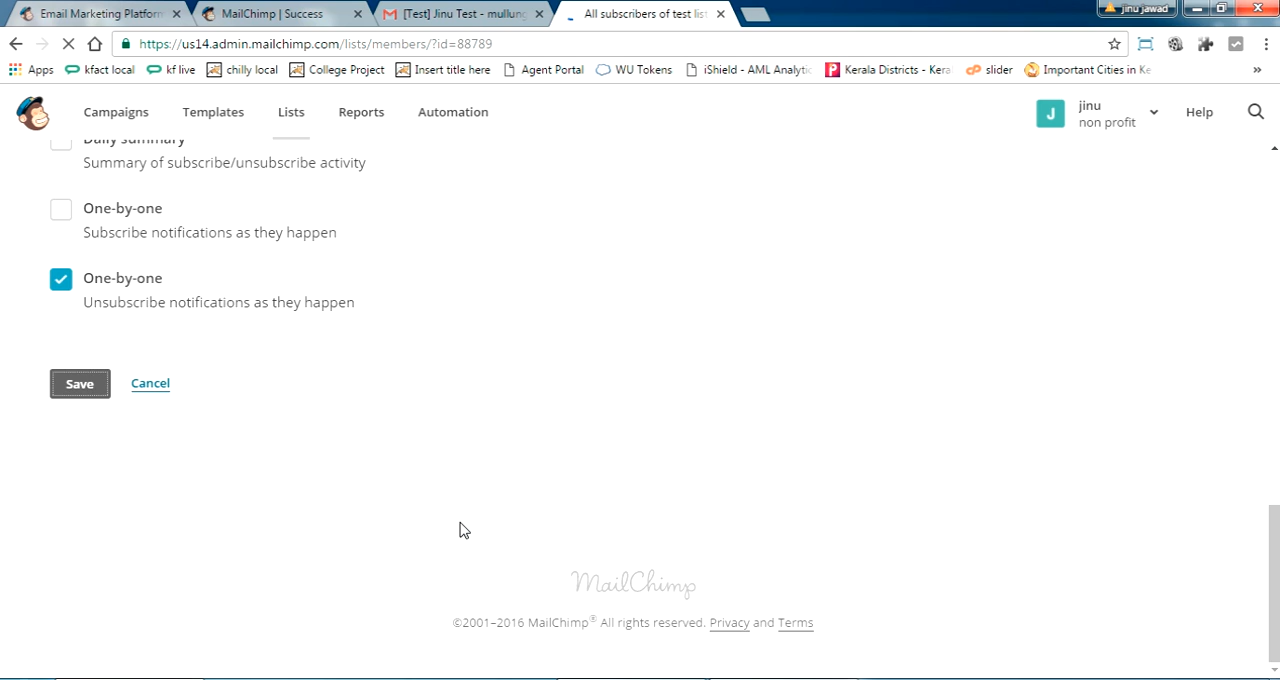 Email Marketing Platform
MailChimp | Success
[Test] Jinu Test - mullung
All subscribers of test list
jinu jawad
https://us14.admin.mailchimp.com/lists/members/?id=88789
Apps
kfact local
kf live
chilly local
College Project
Insert title here
Agent Portal
WU Tokens
iShield - AML Analytic
Kerala Districts - Kera
slider
Important Cities in Ke
»
Campaigns
Templates
Lists
Reports
Automation
J
jinu
non profit
Help
Daily summary
Summary of subscribe/unsubscribe activity
One-by-one
Subscribe notifications as they happen
One-by-one
Unsubscribe notifications as they happen
Save
Cancel
MailChimp
©2001–2016 MailChimp® All rights reserved. Privacy and Terms